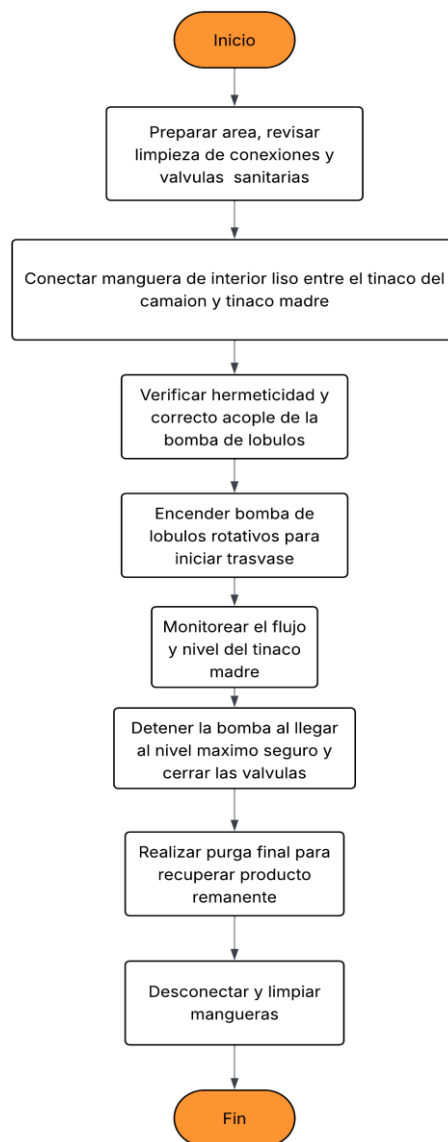 Inicio
Preparar area, revisar
limpieza de conexiones y
valvulas sanitarias
Conectar manguera de interior liso entre el tinaco del
camaion y tinaco madre
Verificar hermeticidad y
correcto acople de la
bomba de lobulos
Encender bomba de
lobulos rotativos para
iniciar trasvase
Monitorear el flujo
y nivel del tinaco
madre
Detener la bomba al llegar
al nivel maximo seguro y
cerrar las valvulas
Realizar purga final para
recuperar producto
remanente
Desconectar y limpiar
mangueras
Fin